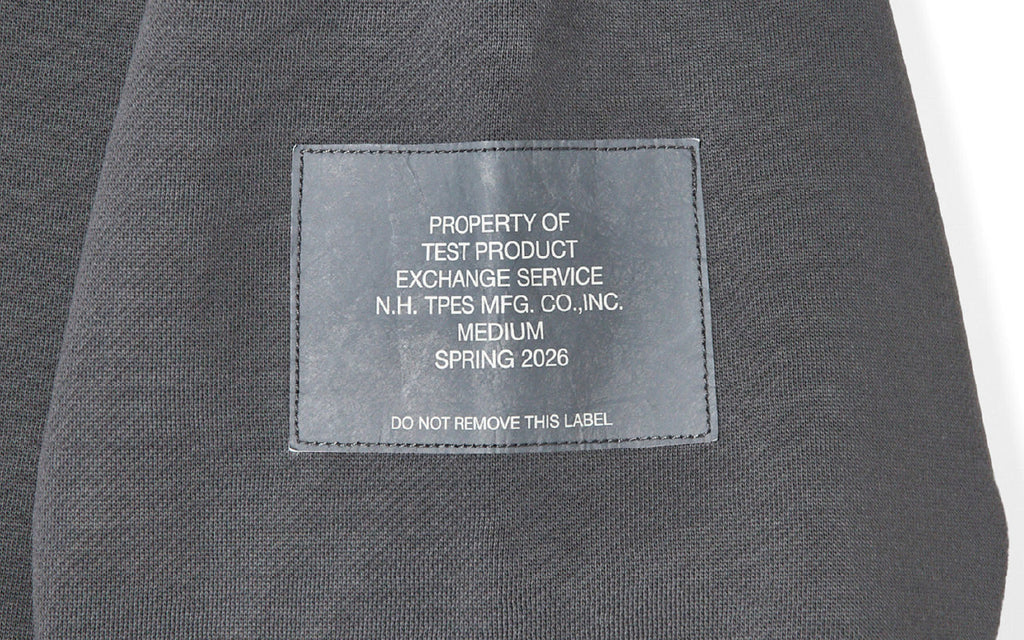 PROPERTY OF
TEST PRODUCT
EXCHANGE SERVICE
N.H. TPES MFG. CO.,INC.
MEDIUM
SPRING 2026
DO NOT REMOVE THIS LABEL